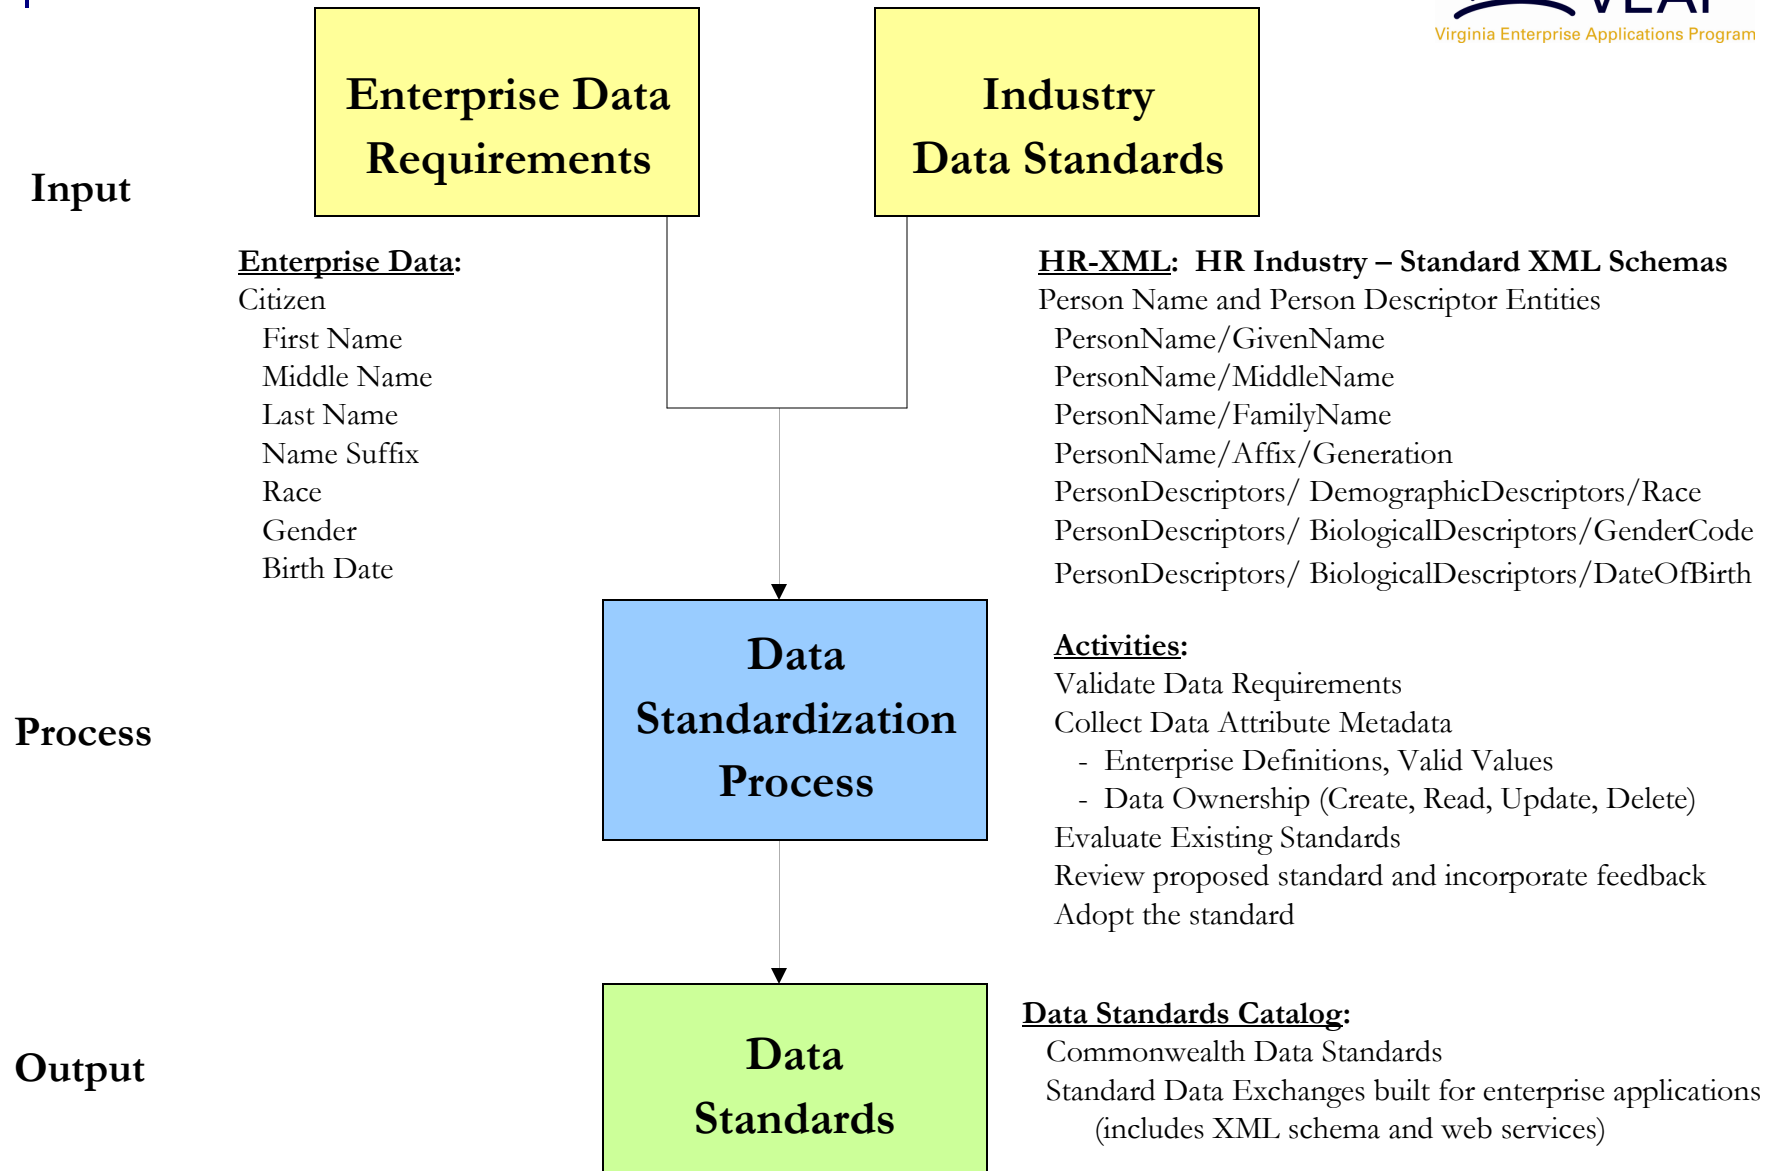 Virginia Enterprise Applications Program
Enterprise Data
Requirements
Industry
Data Standards
Input
Enterprise Data:
Citizen
First Name
Middle Name
Last Name
Name Suffix
Race
Gender
Birth Date
HR-XML:  HR Industry – Standard XML Schemas
Person Name and Person Descriptor Entities
PersonName/GivenName
PersonName/MiddleName
PersonName/FamilyName
PersonName/Affix/Generation
PersonDescriptors/ DemographicDescriptors/Race
PersonDescriptors/ BiologicalDescriptors/GenderCode
PersonDescriptors/ BiologicalDescriptors/DateOfBirth
Process
Data
Standardization
Process
Activities:
Validate Data Requirements
Collect Data Attribute Metadata
- Enterprise Definitions, Valid Values
- Data Ownership (Create, Read, Update, Delete)
Evaluate Existing Standards
Review proposed standard and incorporate feedback
Adopt the standard
Output
Data
Standards
Data Standards Catalog:
Commonwealth Data Standards
Standard Data Exchanges built for enterprise applications
(includes XML schema and web services)